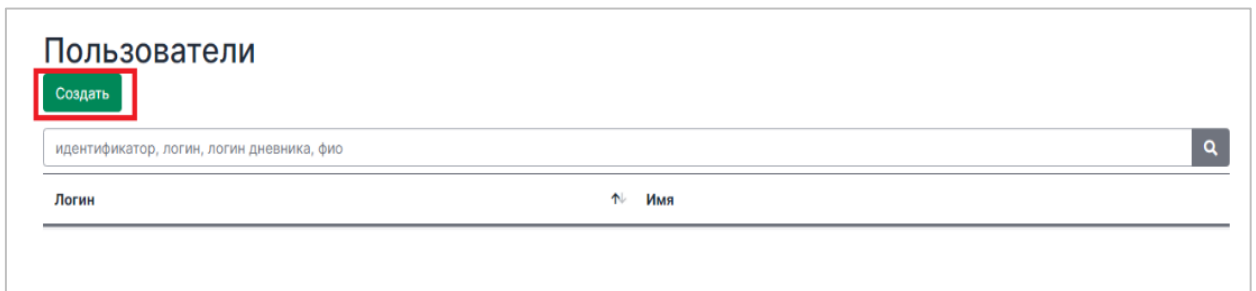 Пользователи
Создать
идентификатор, логин, логин дневника, фио
Логин Имя